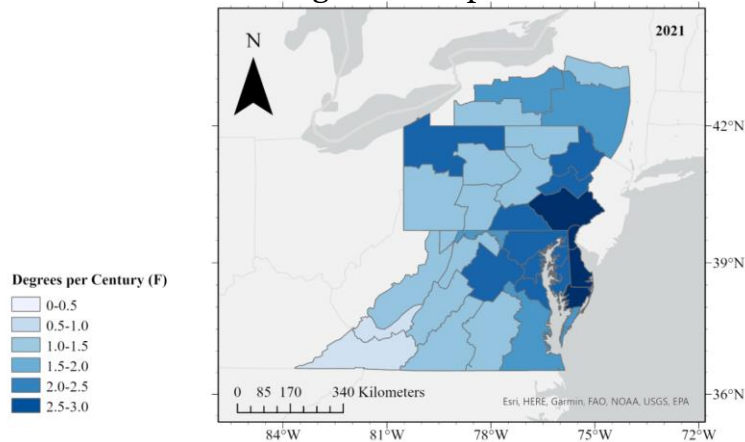 2021
N
42°N
39°N
36°N
Degrees per Century (F)
0-0.5
0.5-1.0
1.0-1.5
1.5-2.0
2.0-2.5
2.5-3.0
0 85 170 340 Kilometers
Esri, HERE, Garmin, FAO, NOAA, USGS, EPA
84°W 81°W 78°W 75°W 72°W